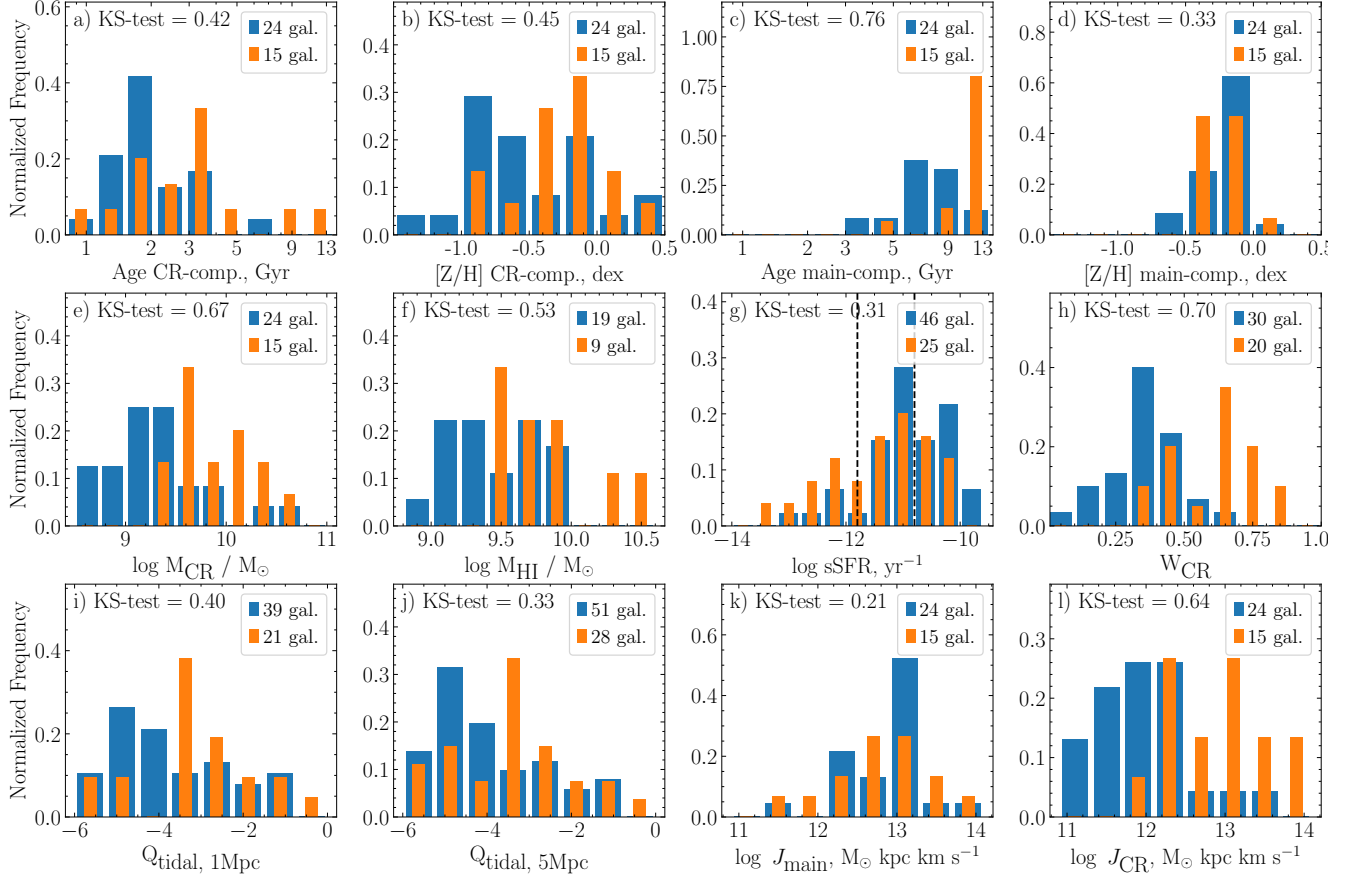 a) KS-test = 0.42
24 gal.
15 gal.
Normalized Frequency
0.0
0.2
0.4
0.6
1
2
3
5
9
13
Age CR-comp., Gyr
b) KS-test = 0.45
24 gal.
15 gal.
0.0
0.1
0.2
0.3
0.4
−1.0
−0.5
0.0
0.5
[Z/H] CR-comp., dex
c) KS-test = 0.76
24 gal.
15 gal.
0.00
0.25
0.50
0.75
1.00
1
2
3
5
9
13
Age main-comp., Gyr
d) KS-test = 0.33
24 gal.
15 gal.
0.0
0.2
0.4
0.6
0.8
−1.0
−0.5
0.0
0.5
[Z/H] main-comp., dex
e) KS-test = 0.67
24 gal.
15 gal.
Normalized Frequency
0.0
0.1
0.2
0.3
0.4
9
10
11
log M_CR / M_⊙
f) KS-test = 0.53
19 gal.
9 gal.
0.0
0.1
0.2
0.3
0.4
9.0
9.5
10.0
10.5
log M_HI / M_⊙
g) KS-test = 0.31
46 gal.
25 gal.
0.0
0.1
0.2
0.3
0.4
−14
−12
−10
log sSFR, yr⁻¹
h) KS-test = 0.70
30 gal.
20 gal.
0.0
0.2
0.4
0.25
0.50
0.75
1.0
W_CR
i) KS-test = 0.40
39 gal.
21 gal.
Normalized Frequency
0.0
0.2
0.4
−6
−4
−2
0
Q_tidal, 1Mpc
j) KS-test = 0.33
51 gal.
28 gal.
0.0
0.1
0.2
0.3
0.4
−6
−4
−2
0
Q_tidal, 5Mpc
k) KS-test = 0.21
24 gal.
15 gal.
0.0
0.2
0.4
0.6
11
12
13
14
log J_main, M_⊙ kpc km s⁻¹
l) KS-test = 0.64
24 gal.
15 gal.
0.0
0.1
0.2
0.3
0.4
11
12
13
14
log J_CR, M_⊙ kpc km s⁻¹